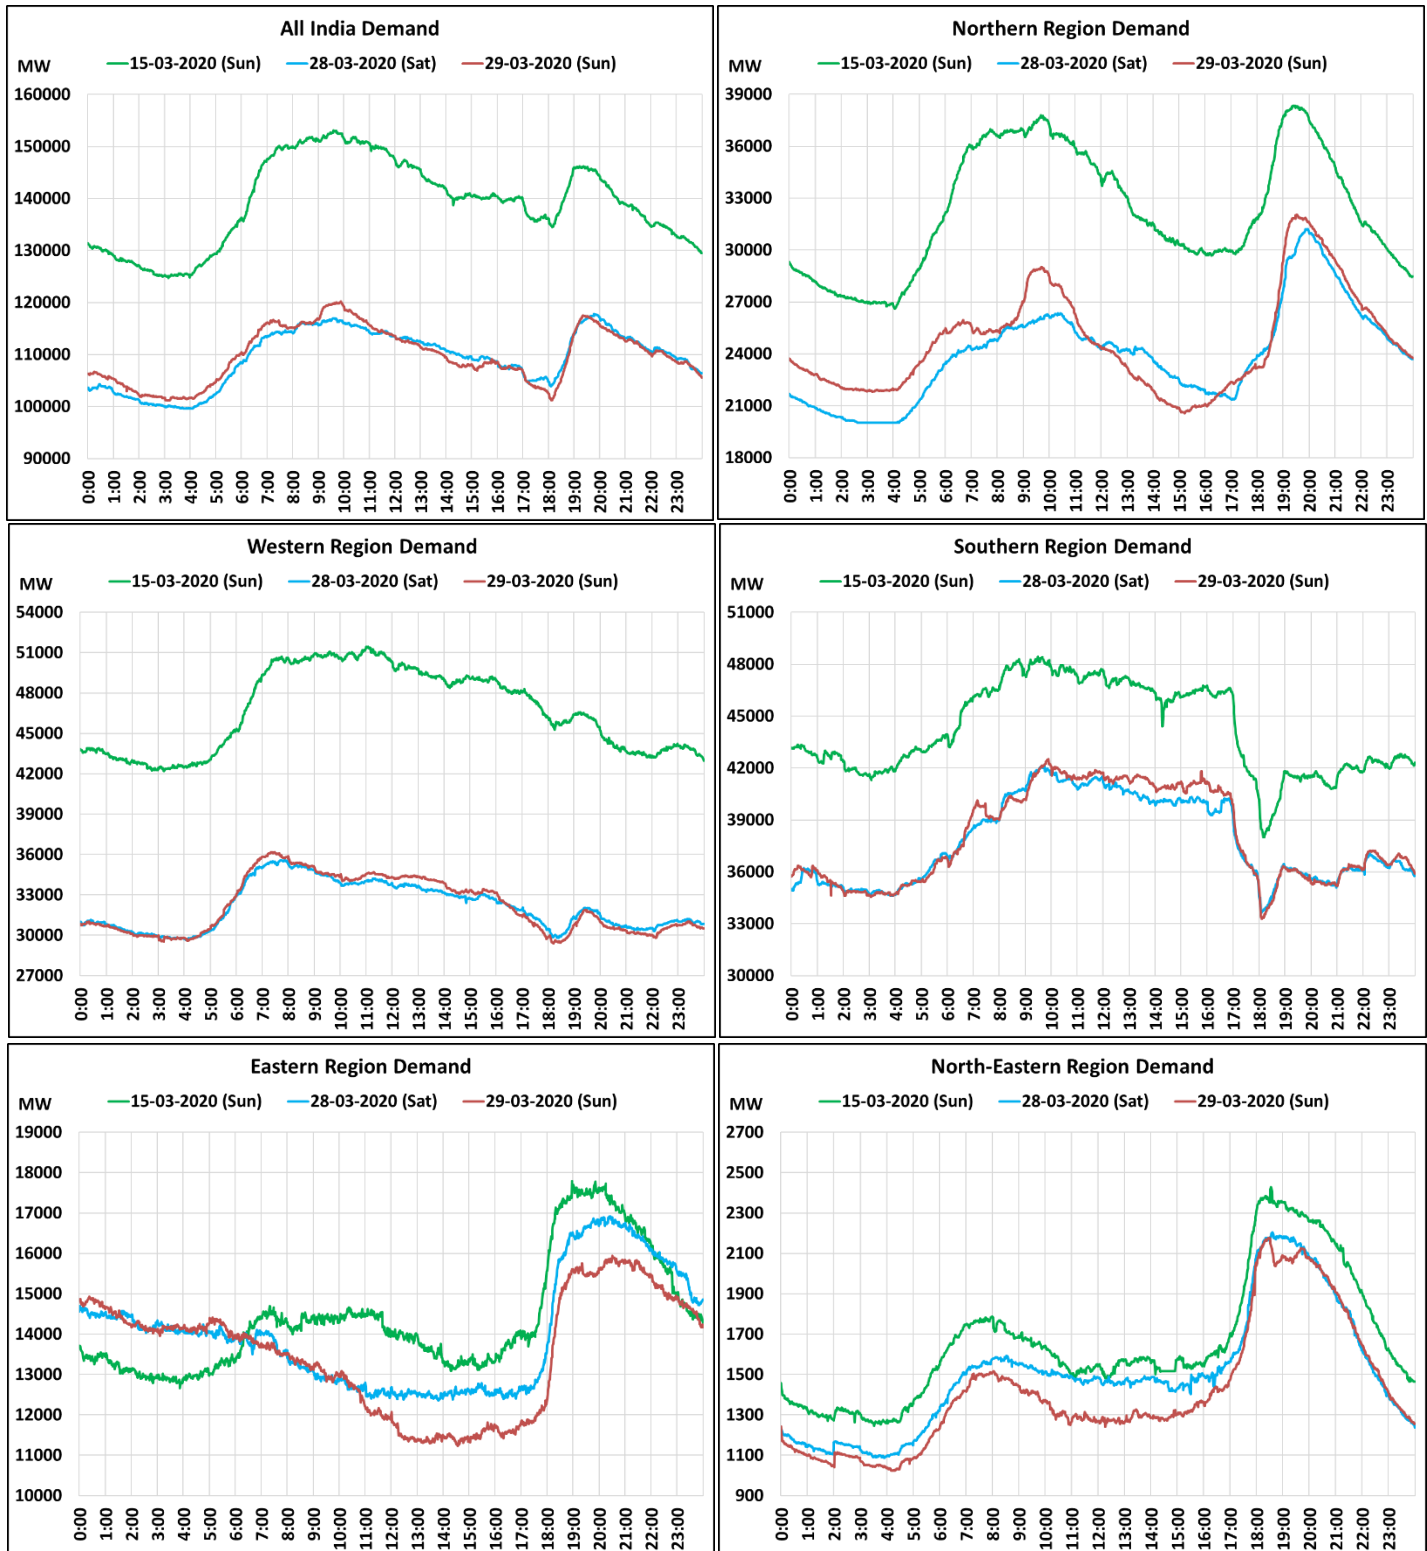 All India Demand
MW
15-03-2020 (Sun) 28-03-2020 (Sat) 29-03-2020 (Sun)
160000
150000
140000
130000
120000
110000
100000
90000
0:00 1:00 2:00 3:00 4:00 5:00 6:00 7:00 8:00 9:00 10:00 11:00 12:00 13:00 14:00 15:00 16:00 17:00 18:00 19:00 20:00 21:00 22:00 23:00
Northern Region Demand
MW
15-03-2020 (Sun) 28-03-2020 (Sat) 29-03-2020 (Sun)
39000
36000
33000
30000
27000
24000
21000
18000
0:00 1:00 2:00 3:00 4:00 5:00 6:00 7:00 8:00 9:00 10:00 11:00 12:00 13:00 14:00 15:00 16:00 17:00 18:00 19:00 20:00 21:00 22:00 23:00
Western Region Demand
MW
15-03-2020 (Sun) 28-03-2020 (Sat) 29-03-2020 (Sun)
54000
51000
48000
45000
42000
39000
36000
33000
30000
27000
0:00 1:00 2:00 3:00 4:00 5:00 6:00 7:00 8:00 9:00 10:00 11:00 12:00 13:00 14:00 15:00 16:00 17:00 18:00 19:00 20:00 21:00 22:00 23:00
Southern Region Demand
MW
15-03-2020 (Sun) 28-03-2020 (Sat) 29-03-2020 (Sun)
51000
48000
45000
42000
39000
36000
33000
30000
0:00 1:00 2:00 3:00 4:00 5:00 6:00 7:00 8:00 9:00 10:00 11:00 12:00 13:00 14:00 15:00 16:00 17:00 18:00 19:00 20:00 21:00 22:00 23:00
Eastern Region Demand
MW
15-03-2020 (Sun) 28-03-2020 (Sat) 29-03-2020 (Sun)
19000
18000
17000
16000
15000
14000
13000
12000
11000
10000
0:00 1:00 2:00 3:00 4:00 5:00 6:00 7:00 8:00 9:00 10:00 11:00 12:00 13:00 14:00 15:00 16:00 17:00 18:00 19:00 20:00 21:00 22:00 23:00
North-Eastern Region Demand
MW
15-03-2020 (Sun) 28-03-2020 (Sat) 29-03-2020 (Sun)
2700
2500
2300
2100
1900
1700
1500
1300
1100
900
0:00 1:00 2:00 3:00 4:00 5:00 6:00 7:00 8:00 9:00 10:00 11:00 12:00 13:00 14:00 15:00 16:00 17:00 18:00 19:00 20:00 21:00 22:00 23:00